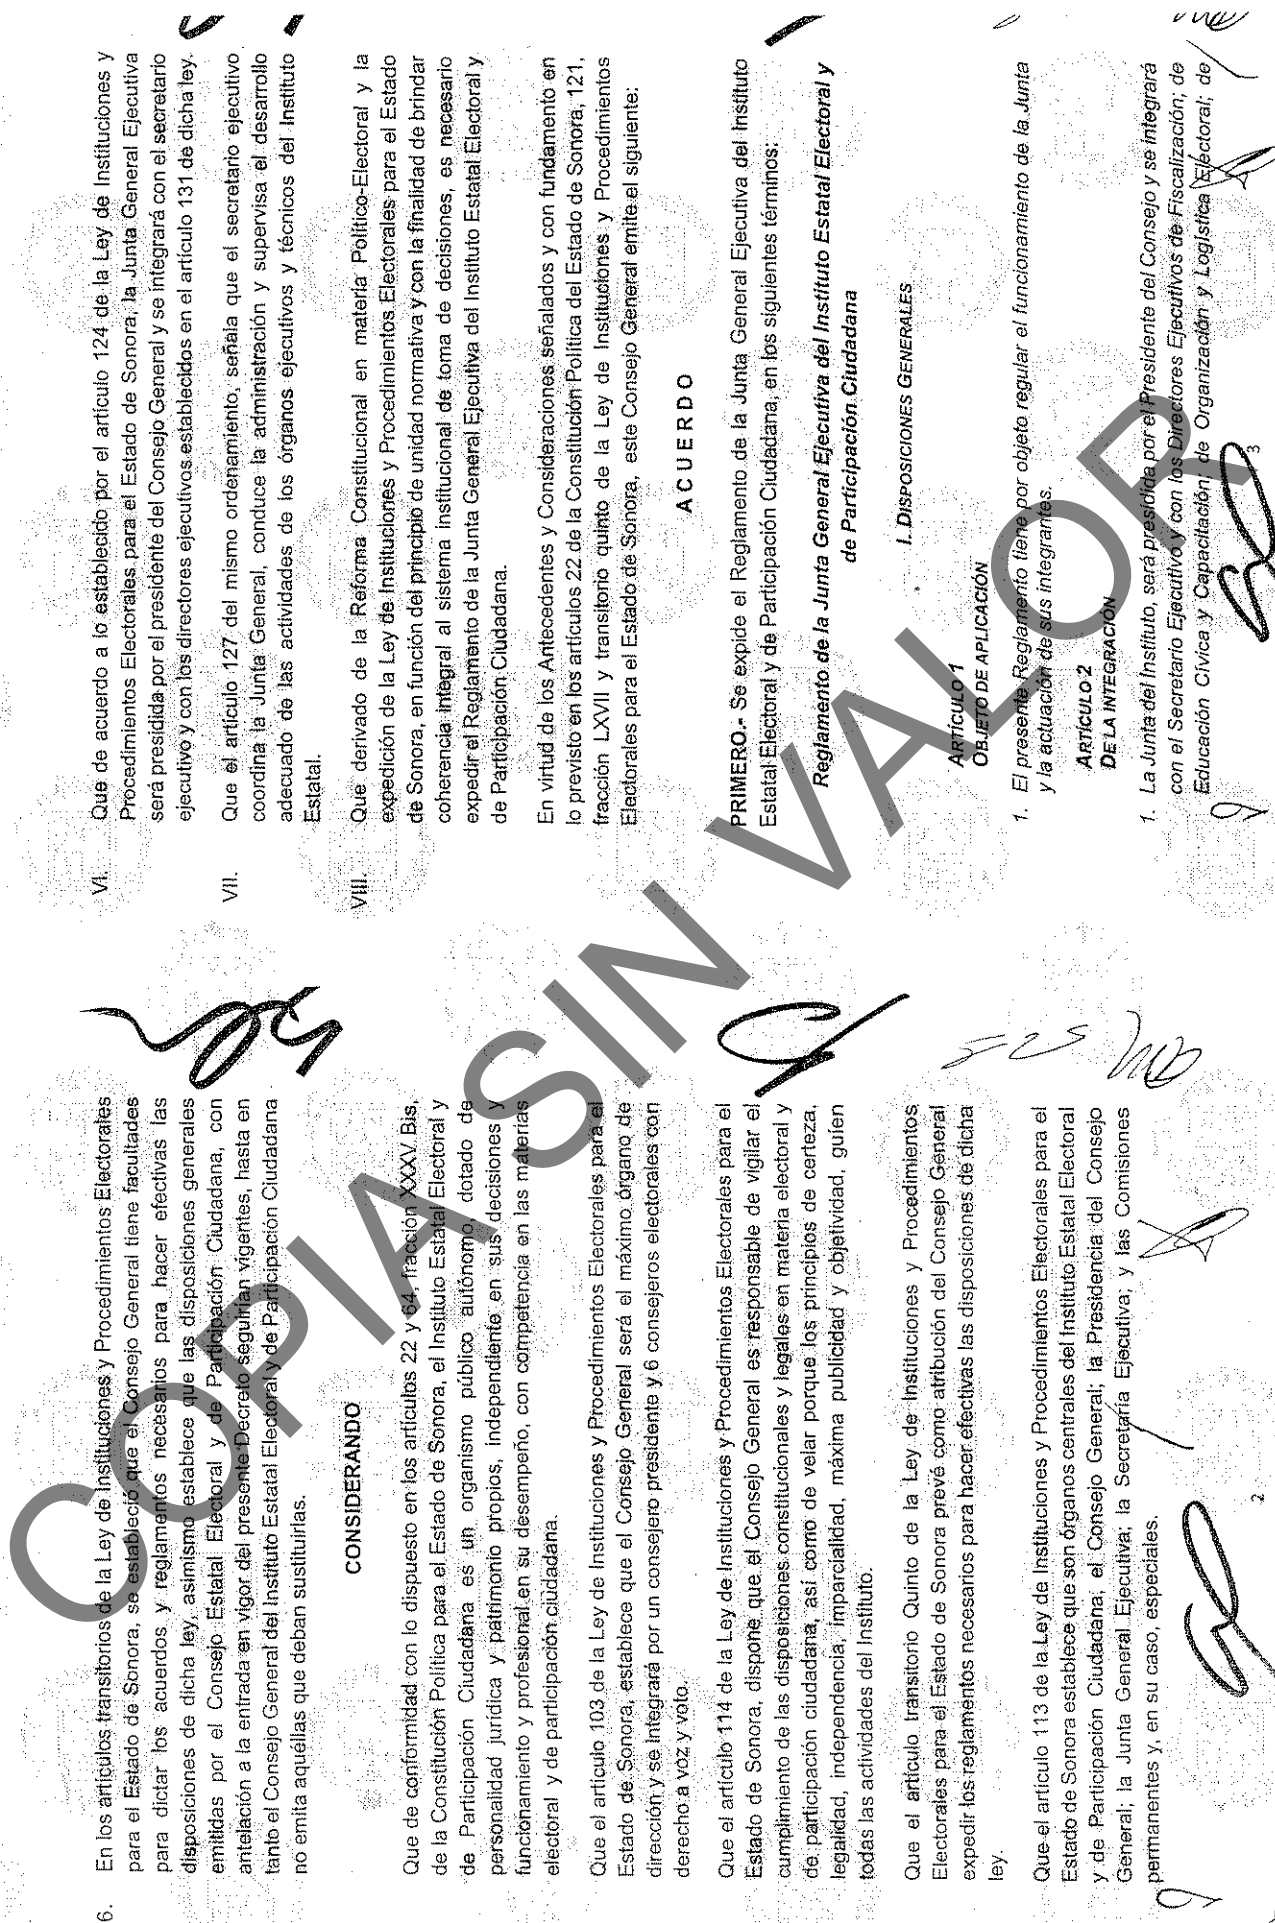 6. En los artículos transitorios de la Ley de Instituciones y Procedimientos Electorales
para el Estado de Sonora, se estableció que el Consejo General tiene facultades
para dictar los acuerdos y reglamentos necesarios para hacer efectivas las
disposiciones de dicha ley, asimismo establece que las disposiciones generales
emitidas por el Consejo Estatal Electoral y de Participación Ciudadana, con
antelación a la entrada en vigor del presente Decreto seguirían vigentes, hasta en
tanto el Consejo General del Instituto Estatal Electoral y de Participación Ciudadana
no emita aquéllas que deban sustituirlas.
CONSIDERANDO
Que de conformidad con lo dispuesto en los artículos 22 y 64, fracción XXXV Bis,
de la Constitución Política para el Estado de Sonora, el Instituto Estatal Electoral y
de Participación Ciudadana es un organismo público autónomo, dotado de
personalidad jurídica y patrimonio propios, independiente en sus decisiones y
funcionamiento y profesional en su desempeño, con competencia en las materias
electoral y de participación ciudadana.
Que el artículo 103 de la Ley de Instituciones y Procedimientos Electorales para el
Estado de Sonora, establece que el Consejo General será el máximo órgano de
dirección y se integrará por un consejero presidente y 6 consejeros electorales con
derecho a voz y voto.
Que el artículo 114 de la Ley de Instituciones y Procedimientos Electorales para el
Estado de Sonora, dispone que el Consejo General es responsable de vigilar el
cumplimiento de las disposiciones constitucionales y legales en materia electoral y
de participación ciudadana, así como de velar porque los principios de certeza,
legalidad, independencia, imparcialidad, máxima publicidad y objetividad, guíen
todas las actividades del Instituto.
Que el artículo transitorio Quinto de la Ley de Instituciones y Procedimientos
Electorales para el Estado de Sonora prevé como atribución del Consejo General
expedir los reglamentos necesarios para hacer efectivas las disposiciones de dicha
ley.
Que el artículo 113 de la Ley de Instituciones y Procedimientos Electorales para el
Estado de Sonora establece que son órganos centrales del Instituto Estatal Electoral
y de Participación Ciudadana; el Consejo General; la Presidencia del Consejo
General; la Junta General Ejecutiva; la Secretaría Ejecutiva; y las Comisiones
permanentes y, en su caso, especiales.
2
VI. Que de acuerdo a lo establecido por el artículo 124 de la Ley de Instituciones y
Procedimientos Electorales para el Estado de Sonora, la Junta General Ejecutiva
será presidida por el presidente del Consejo General y se integrará con el secretario
ejecutivo y con los directores ejecutivos establecidos en el artículo 131 de dicha ley.
VII. Que el artículo 127 del mismo ordenamiento, señala que el secretario ejecutivo
coordina la Junta General, conduce la administración y supervisa el desarrollo
adecuado de las actividades de los órganos ejecutivos y técnicos del Instituto
Estatal.
VIII. Que derivado de la Reforma Constitucional en materia Político-Electoral y la
expedición de la Ley de Instituciones y Procedimientos Electorales para el Estado
de Sonora, en función del principio de unidad normativa y con la finalidad de brindar
coherencia integral al sistema institucional de toma de decisiones, es necesario
expedir el Reglamento de la Junta General Ejecutiva del Instituto Estatal Electoral y
de Participación Ciudadana.
En virtud de los Antecedentes y Consideraciones señalados y con fundamento en
lo previsto en los artículos 22 de la Constitución Política del Estado de Sonora, 121,
fracción LXVII y transitorio quinto de la Ley de Instituciones y Procedimientos
Electorales para el Estado de Sonora, este Consejo General emite el siguiente:
A C U E R D O
PRIMERO.- Se expide el Reglamento de la Junta General Ejecutiva del Instituto
Estatal Electoral y de Participación Ciudadana, en los siguientes términos:
Reglamento de la Junta General Ejecutiva del Instituto Estatal Electoral y
de Participación Ciudadana
I. DISPOSICIONES GENERALES
ARTÍCULO 1
OBJETO DE APLICACIÓN
1. El presente Reglamento tiene por objeto regular el funcionamiento de la Junta
y la actuación de sus integrantes.
ARTÍCULO 2
DE LA INTEGRACIÓN
1. La Junta del Instituto, será presidida por el Presidente del Consejo y se integrará
con el Secretario Ejecutivo y con los Directores Ejecutivos de Fiscalización; de
Educación Cívica y Capacitación; de Organización y Logística Electoral; de
3
COPIA SIN VALOR